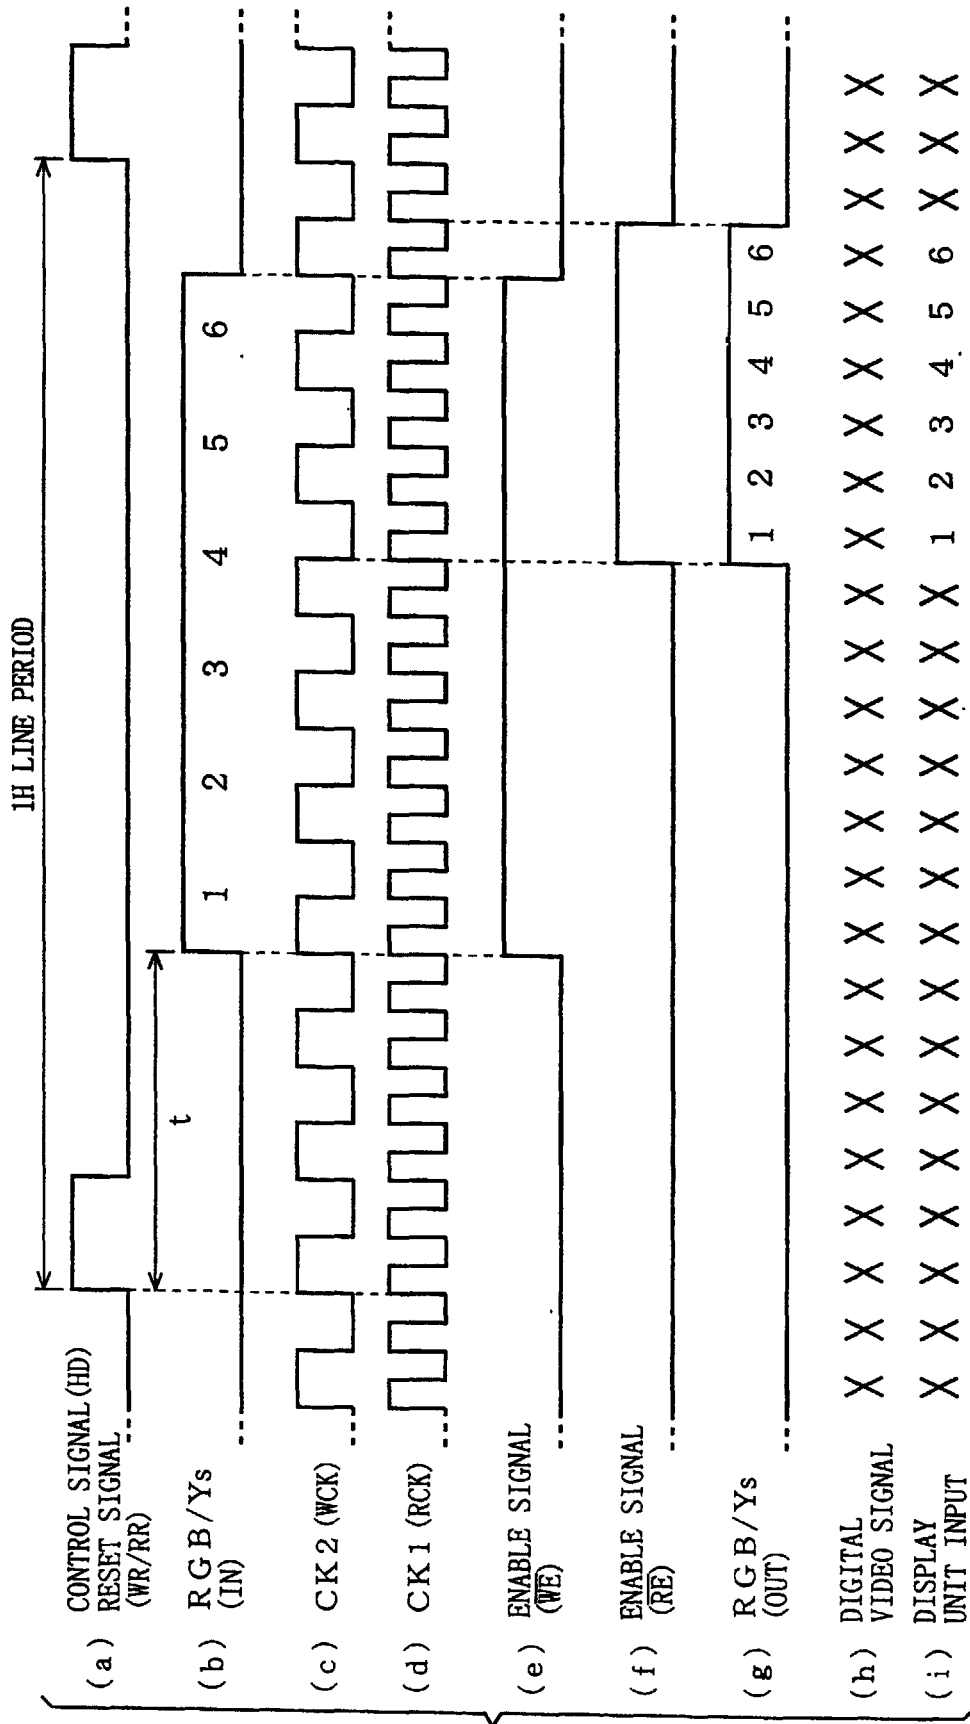 1H LINE PERIOD
(a) CONTROL SIGNAL(HD)
RESET SIGNAL
(WR/RR)
t
(b) RGB/Ys 1 2 3 4 5 6
(IN)
(c) CK2(WCK)
(d) CK1(RCK)
(e) ENABLE SIGNAL
(WE)
(f) ENABLE SIGNAL
(RE)
(g) RGB/Ys 1 2 3 4 5 6
(OUT)
(h) DIGITAL X X X X X X X X X X X X X X X X X X X X X X X X
VIDEO SIGNAL
(i) DISPLAY X X X X X X X X X X X X X X X 1 2 3 4 5 6 X X X
UNIT INPUT